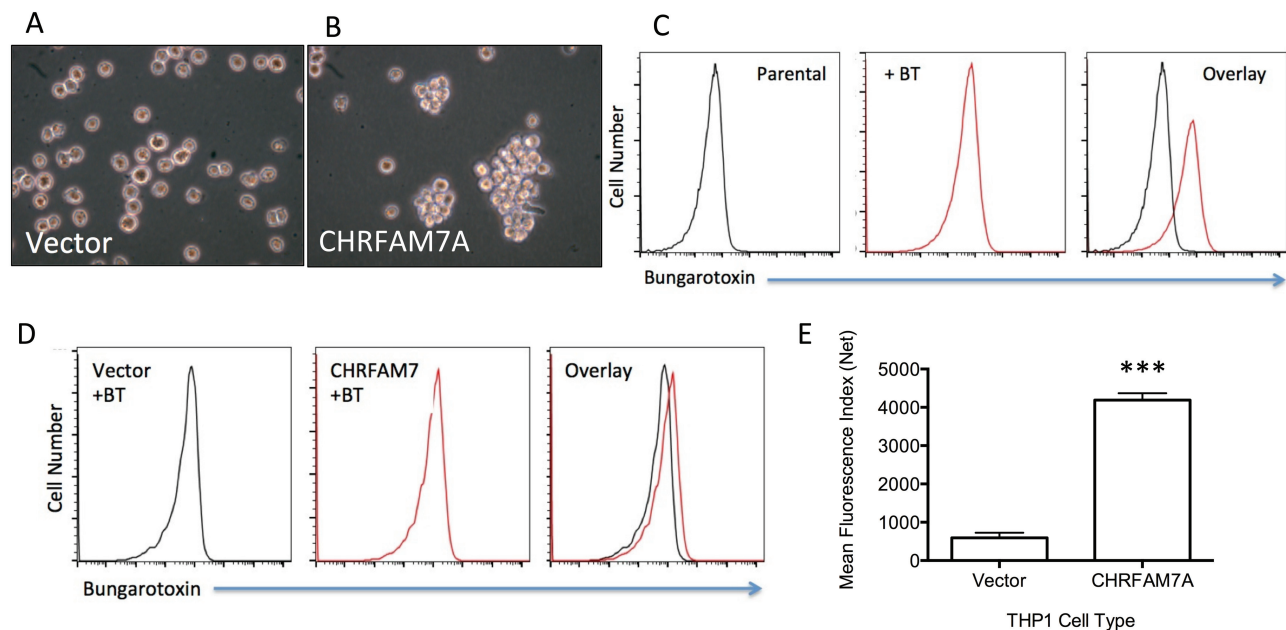 A
B
Vector
CHRFAM7A
C
Cell Number
Parental
+ BT
Overlay
Bungarotoxin
D
Cell Number
Vector
+BT
CHRFAM7
+BT
Overlay
Bungarotoxin
E
Mean Fluorescence Index (Net)
***
5000
4000
3000
2000
1000
0
Vector
CHRFAM7A
THP1 Cell Type